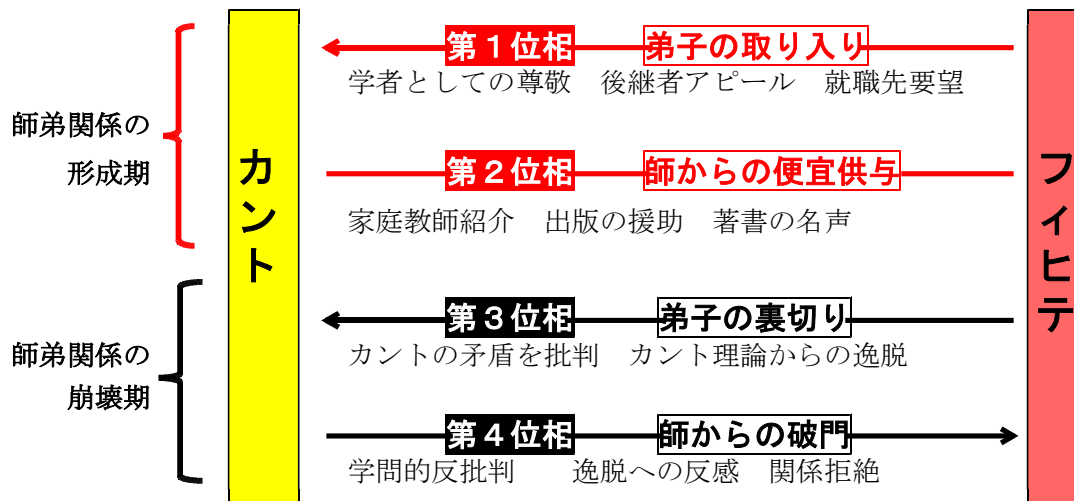 第１位相 弟子の取り入り
学者としての尊敬　後継者アピール　就職先要望
師弟関係の
形成期
第２位相 師からの便宜供与
家庭教師紹介　出版の援助　著書の名声
カント
フィヒテ
第３位相 弟子の裏切り
カントの矛盾を批判　カント理論からの逸脱
師弟関係の
崩壊期
第４位相 師からの破門
学問的反批判　逸脱への反感　関係拒絶